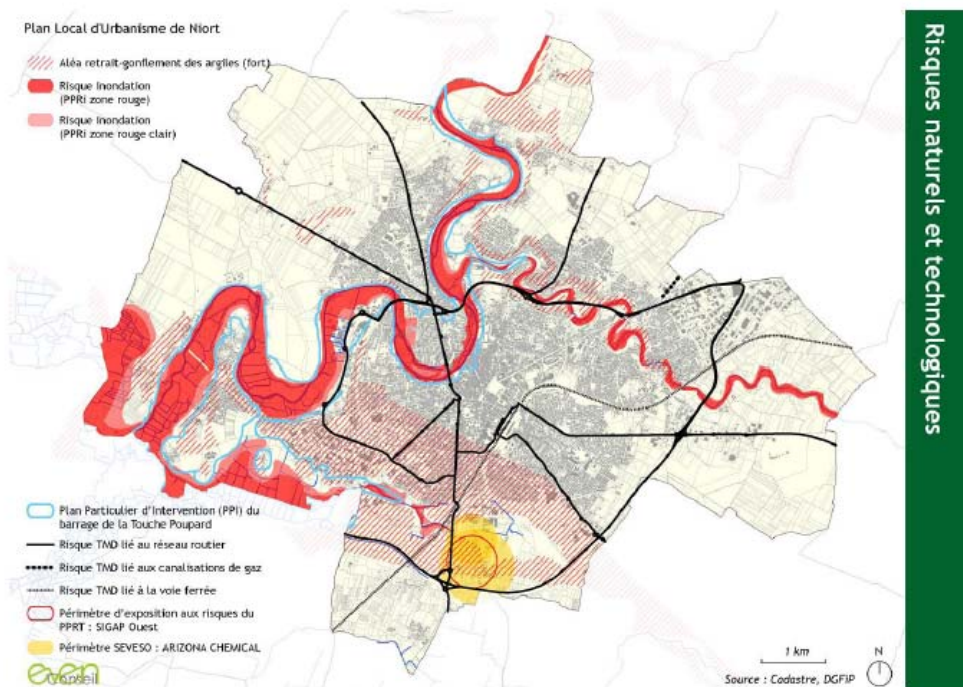 Plan Local d'Urbanisme de Niort
Aléa retrait-gonflement des argiles (fort)
Risque Inondation
(PPRi zone rouge)
Risque Inondation
(PPRi zone rouge clair)
Plan Particulier d'Intervention (PPI) du
barrage de la Touche Poupard
Risque TMD lié au réseau routier
Risque TMD lié aux canalisations de gaz
Risque TMD lié à la voie ferrée
Périmètre d'exposition aux risques du
PPRT : SIGAP Ouest
Périmètre SEVESO : ARIZONA CHEMICAL
even
Conseil
1 km
N
Source : Cadastre, DGFiP
Risques naturels et technologiques